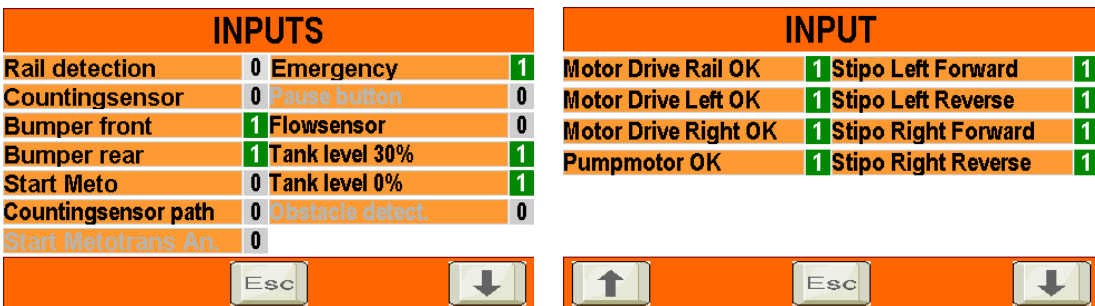 INPUTS
Rail detection 0 Emergency 1
Countingsensor 0 Pause button 0
Bumper front 1 Flowsensor 0
Bumper rear 1 Tank level 30% 1
Start Meto 0 Tank level 0% 1
Countingsensor path 0 Obstacle detect. 0
Start Metotrans An. 0
Esc
INPUT
Motor Drive Rail OK 1 Stipo Left Forward 1
Motor Drive Left OK 1 Stipo Left Reverse 1
Motor Drive Right OK 1 Stipo Right Forward 1
Pumpmotor OK 1 Stipo Right Reverse 1
Esc